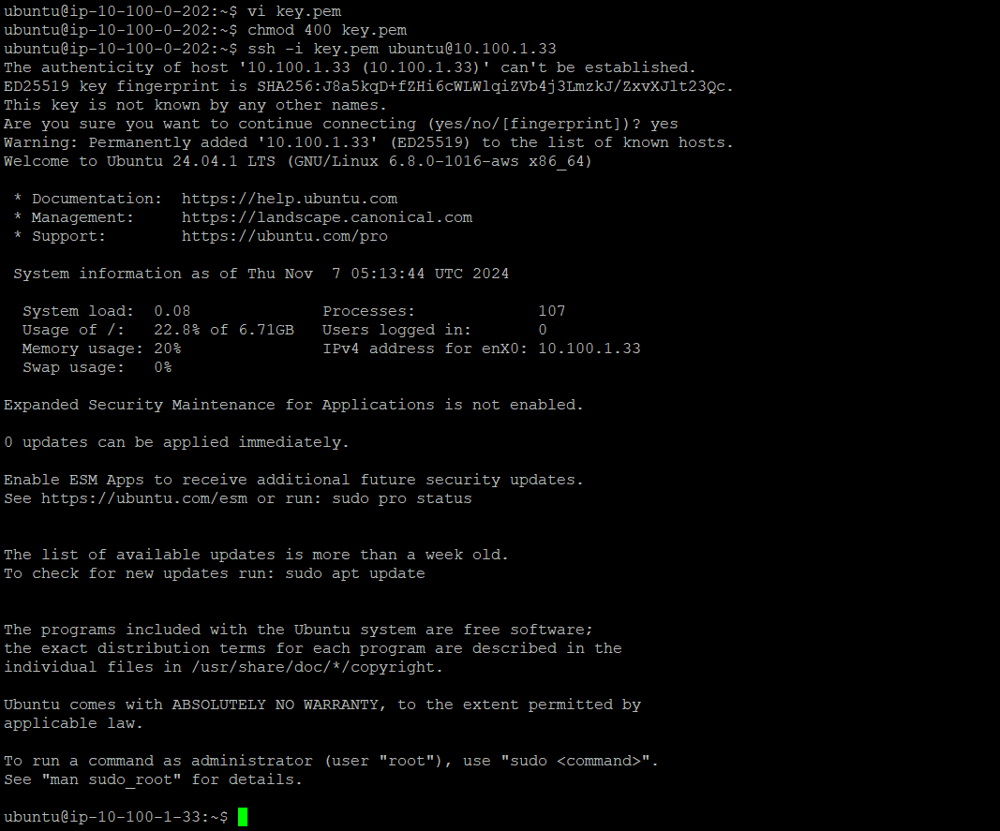 ubuntu@ip-10-100-0-202:~$ vi key.pem
ubuntu@ip-10-100-0-202:~$ chmod 400 key.pem
ubuntu@ip-10-100-0-202:~$ ssh -i key.pem ubuntu@10.100.1.33
The authenticity of host '10.100.1.33 (10.100.1.33)' can't be established.
ED25519 key fingerprint is SHA256:J8a5kqD+fZHi6cWLWlqiZVb4j3LmzkJ/ZxvXJlt23Qc.
This key is not known by any other names.
Are you sure you want to continue connecting (yes/no/[fingerprint])? yes
Warning: Permanently added '10.100.1.33' (ED25519) to the list of known hosts.
Welcome to Ubuntu 24.04.1 LTS (GNU/Linux 6.8.0-1016-aws x86_64)

 * Documentation:  https://help.ubuntu.com
 * Management:     https://landscape.canonical.com
 * Support:        https://ubuntu.com/pro

 System information as of Thu Nov  7 05:13:44 UTC 2024

  System load:  0.08              Processes:             107
  Usage of /:   22.8% of 6.71GB   Users logged in:       0
  Memory usage: 20%               IPv4 address for enX0: 10.100.1.33
  Swap usage:   0%

Expanded Security Maintenance for Applications is not enabled.

0 updates can be applied immediately.

Enable ESM Apps to receive additional future security updates.
See https://ubuntu.com/esm or run: sudo pro status


The list of available updates is more than a week old.
To check for new updates run: sudo apt update


The programs included with the Ubuntu system are free software;
the exact distribution terms for each program are described in the
individual files in /usr/share/doc/*/copyright.

Ubuntu comes with ABSOLUTELY NO WARRANTY, to the extent permitted by
applicable law.

To run a command as administrator (user "root"), use "sudo <command>".
See "man sudo_root" for details.

ubuntu@ip-10-100-1-33:~$